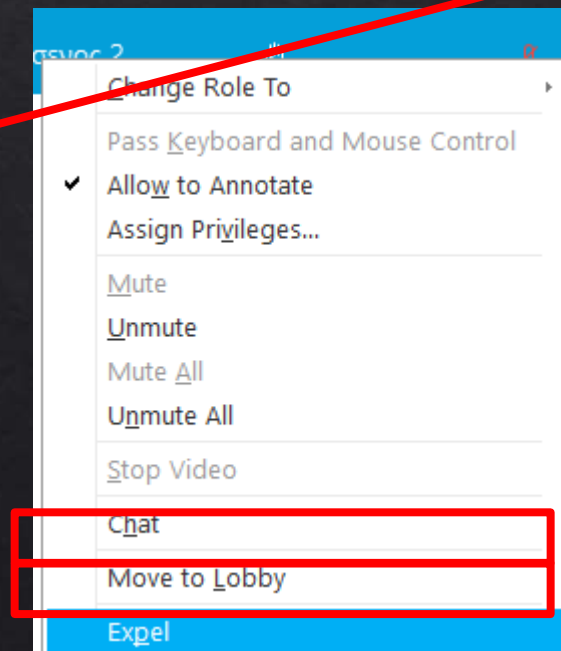 2
Change Role To
Pass Keyboard and Mouse Control
Allow to Annotate
Assign Privileges...
Mute
Unmute
Mute All
Unmute All
Stop Video
Chat
Move to Lobby
Expel